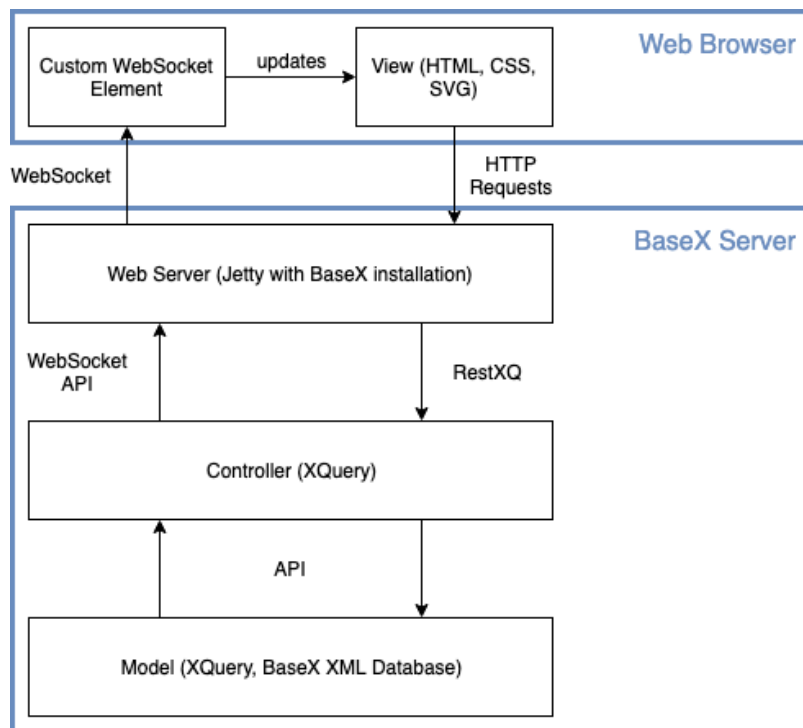 Web Browser
Custom WebSocket
Element
updates
View (HTML, CSS,
SVG)
WebSocket
HTTP
Requests
BaseX Server
Web Server (Jetty with BaseX installation)
WebSocket
API
RestXQ
Controller (XQuery)
API
Model (XQuery, BaseX XML Database)